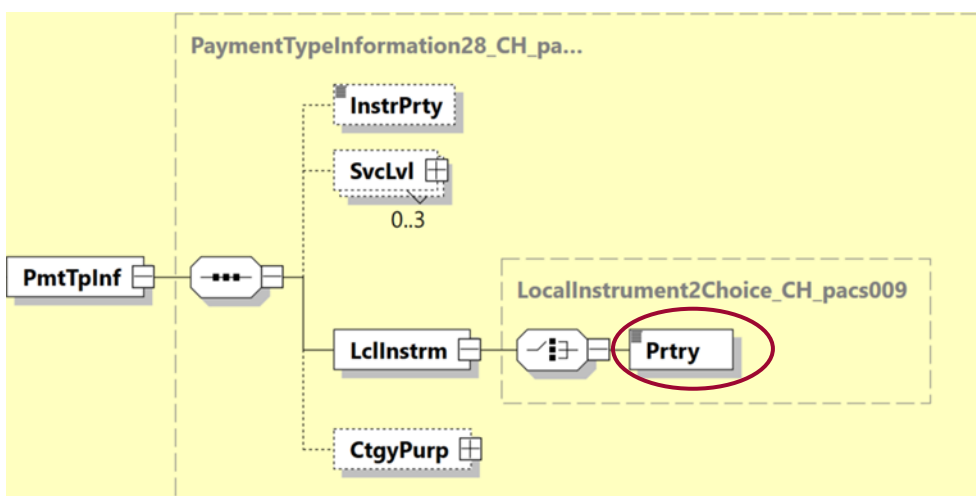 PaymentTypeInformation28_CH_pa...
InstrPrty
SvcLvl
0..3
PmtTpInf
LocalInstrument2Choice_CH_pacs009
LclInstrm
Prtry
CtgyPurp